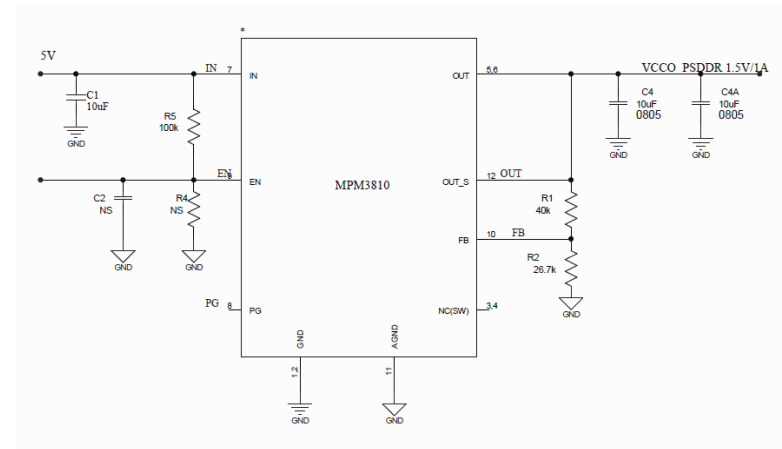 *
5V
IN 7 IN
OUT 5,6
VCCO_PSDDR 1.5V/1A
C1
10uF
GND
R5
100k
C4
10uF
0805
GND
C4A
10uF
0805
GND
EN
EN
MPM3810
OUT_S 12 OUT
C2
NS
GND
R4
NS
GND
R1
40k
FB 10 FB
R2
26.7k
GND
PG 8 PG
NC(SW) 3,4
GND
1,2
GND
AGND
11
GND